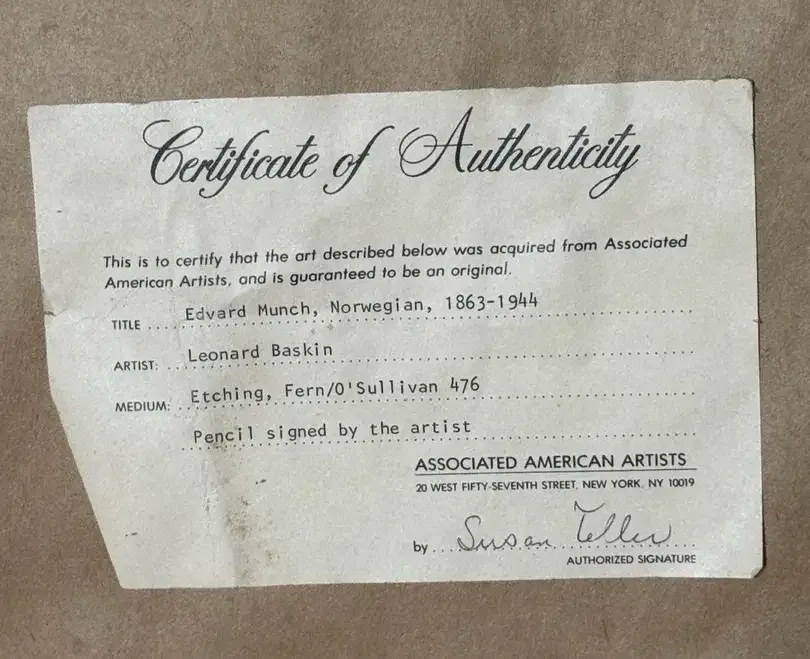 Certificate of Authenticity
This is to certify that the art described below was acquired from Associated
American Artists, and is guaranteed to be an original.
TITLE .... Edvard Munch, Norwegian, 1863-1944
ARTIST: ... Leonard Baskin
MEDIUM: .. Etching, Fern/O'Sullivan 476
Pencil signed by the artist
ASSOCIATED AMERICAN ARTISTS
20 WEST FIFTY-SEVENTH STREET, NEW YORK, NY 10019
by ... Susan Teller
AUTHORIZED SIGNATURE